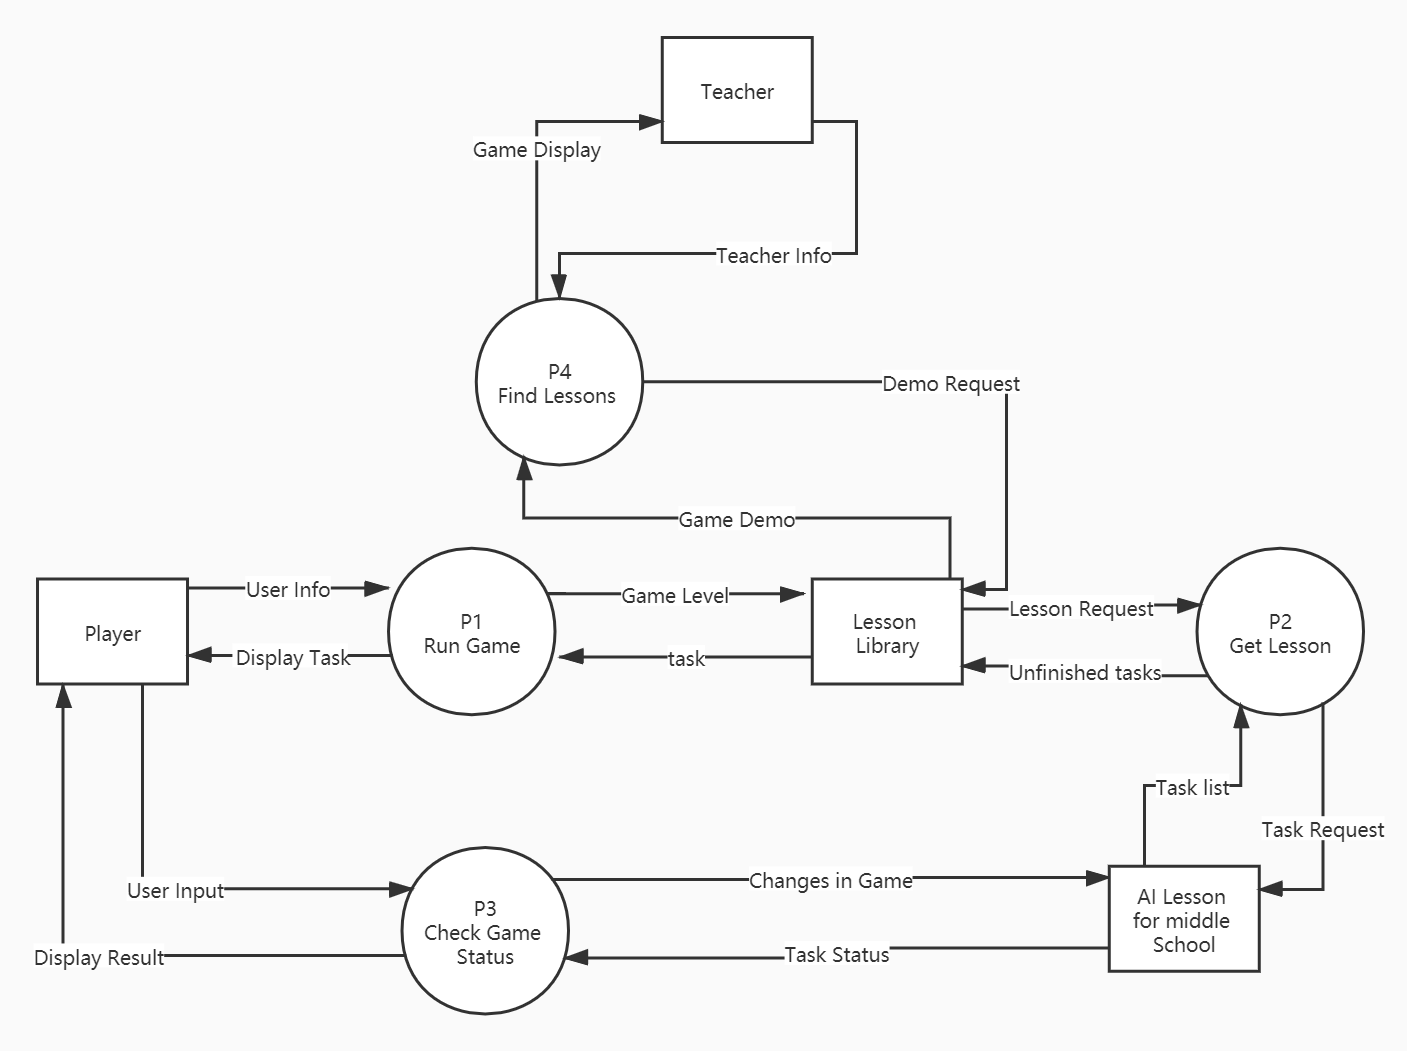 Teacher
Game Display
Teacher Info
P4
Find Lessons
Demo Request
Game Demo
User Info
Game Level
Lesson Request
Player
P1
Run Game
Lesson
Library
P2
Get Lesson
Display Task
task
Unfinished tasks
Task list
Task Request
User Input
Changes in Game
P3
Check Game
Status
AI Lesson
for middle
School
Display Result
Task Status